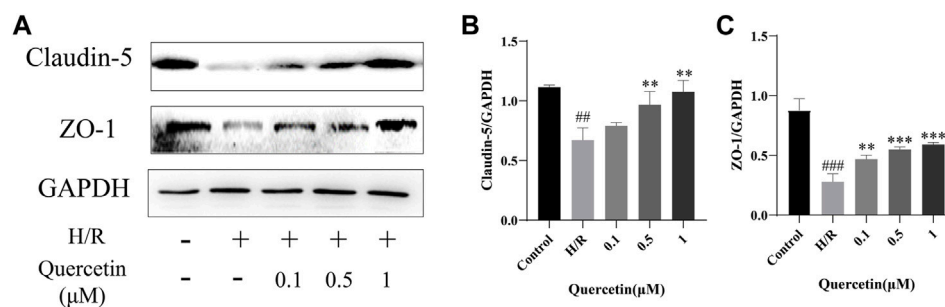 A
Claudin-5
ZO-1
GAPDH
H/R - + + + +
Quercetin - - 0.1 0.5 1
(μM)
B
Claudin-5/GAPDH
1.5
1.0
0.5
0.0
##
**
**
Control H/R 0.1 0.5 1
Quercetin(μM)
C
ZO-1/GAPDH
1.5
1.0
0.5
0.0
###
**
***
***
Control H/R 0.1 0.5 1
Quercetin(μM)